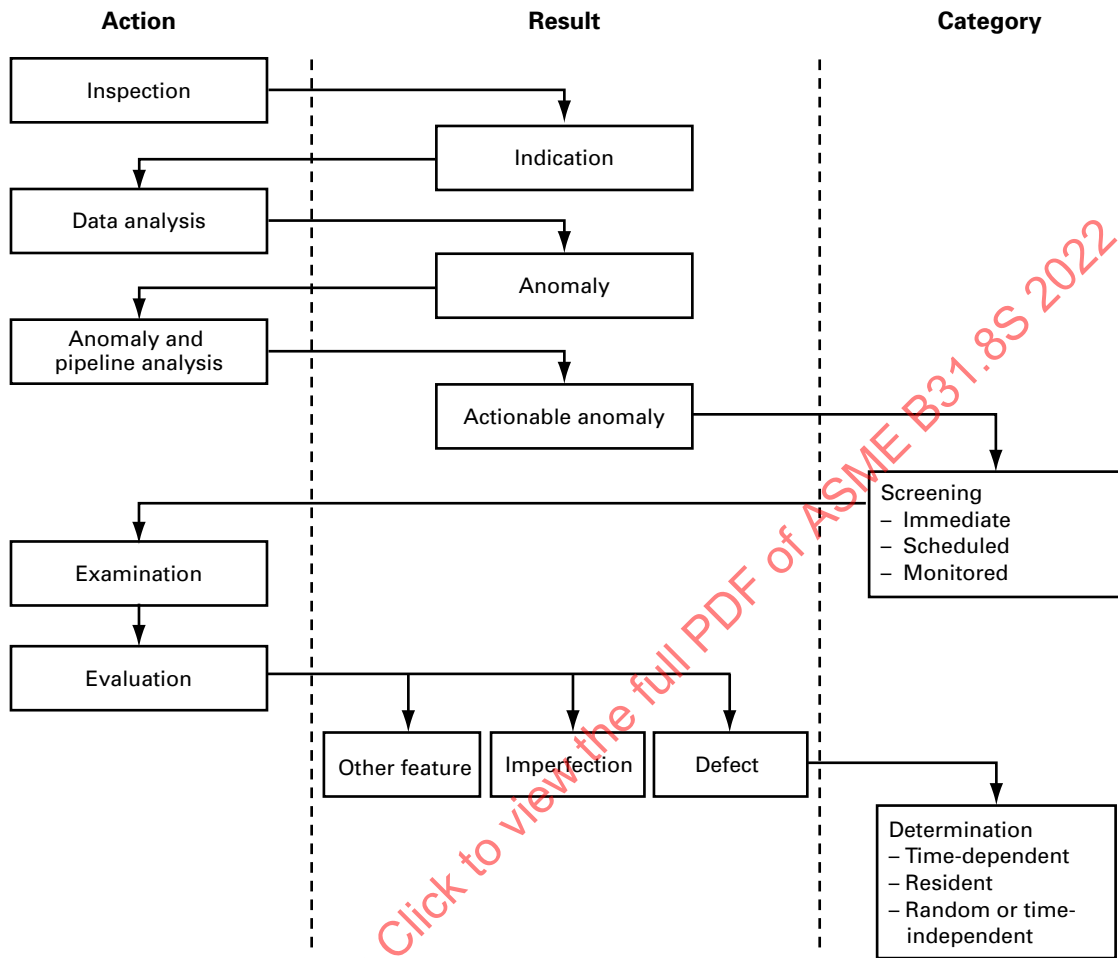 Action
Result
Category
Inspection
Indication
Data analysis
Anomaly
Anomaly and
pipeline analysis
Actionable anomaly
Screening
– Immediate
– Scheduled
– Monitored
Examination
Evaluation
Other feature
Imperfection
Defect
Determination
– Time-dependent
– Resident
– Random or time-
independent
Click to view the full PDF of ASME B31.8S 2022